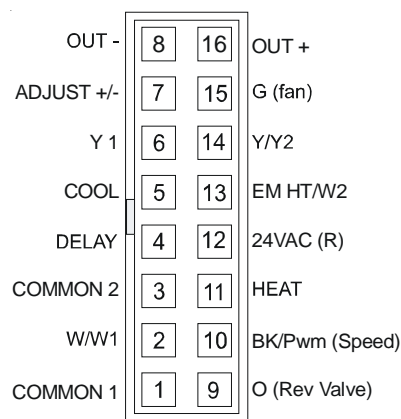 OUT - 8 16 OUT +
ADJUST +/- 7 15 G (fan)
Y 1 6 14 Y/Y2
COOL 5 13 EM HT/W2
DELAY 4 12 24VAC (R)
COMMON 2 3 11 HEAT
W/W1 2 10 BK/Pwm (Speed)
COMMON 1 1 9 O (Rev Valve)